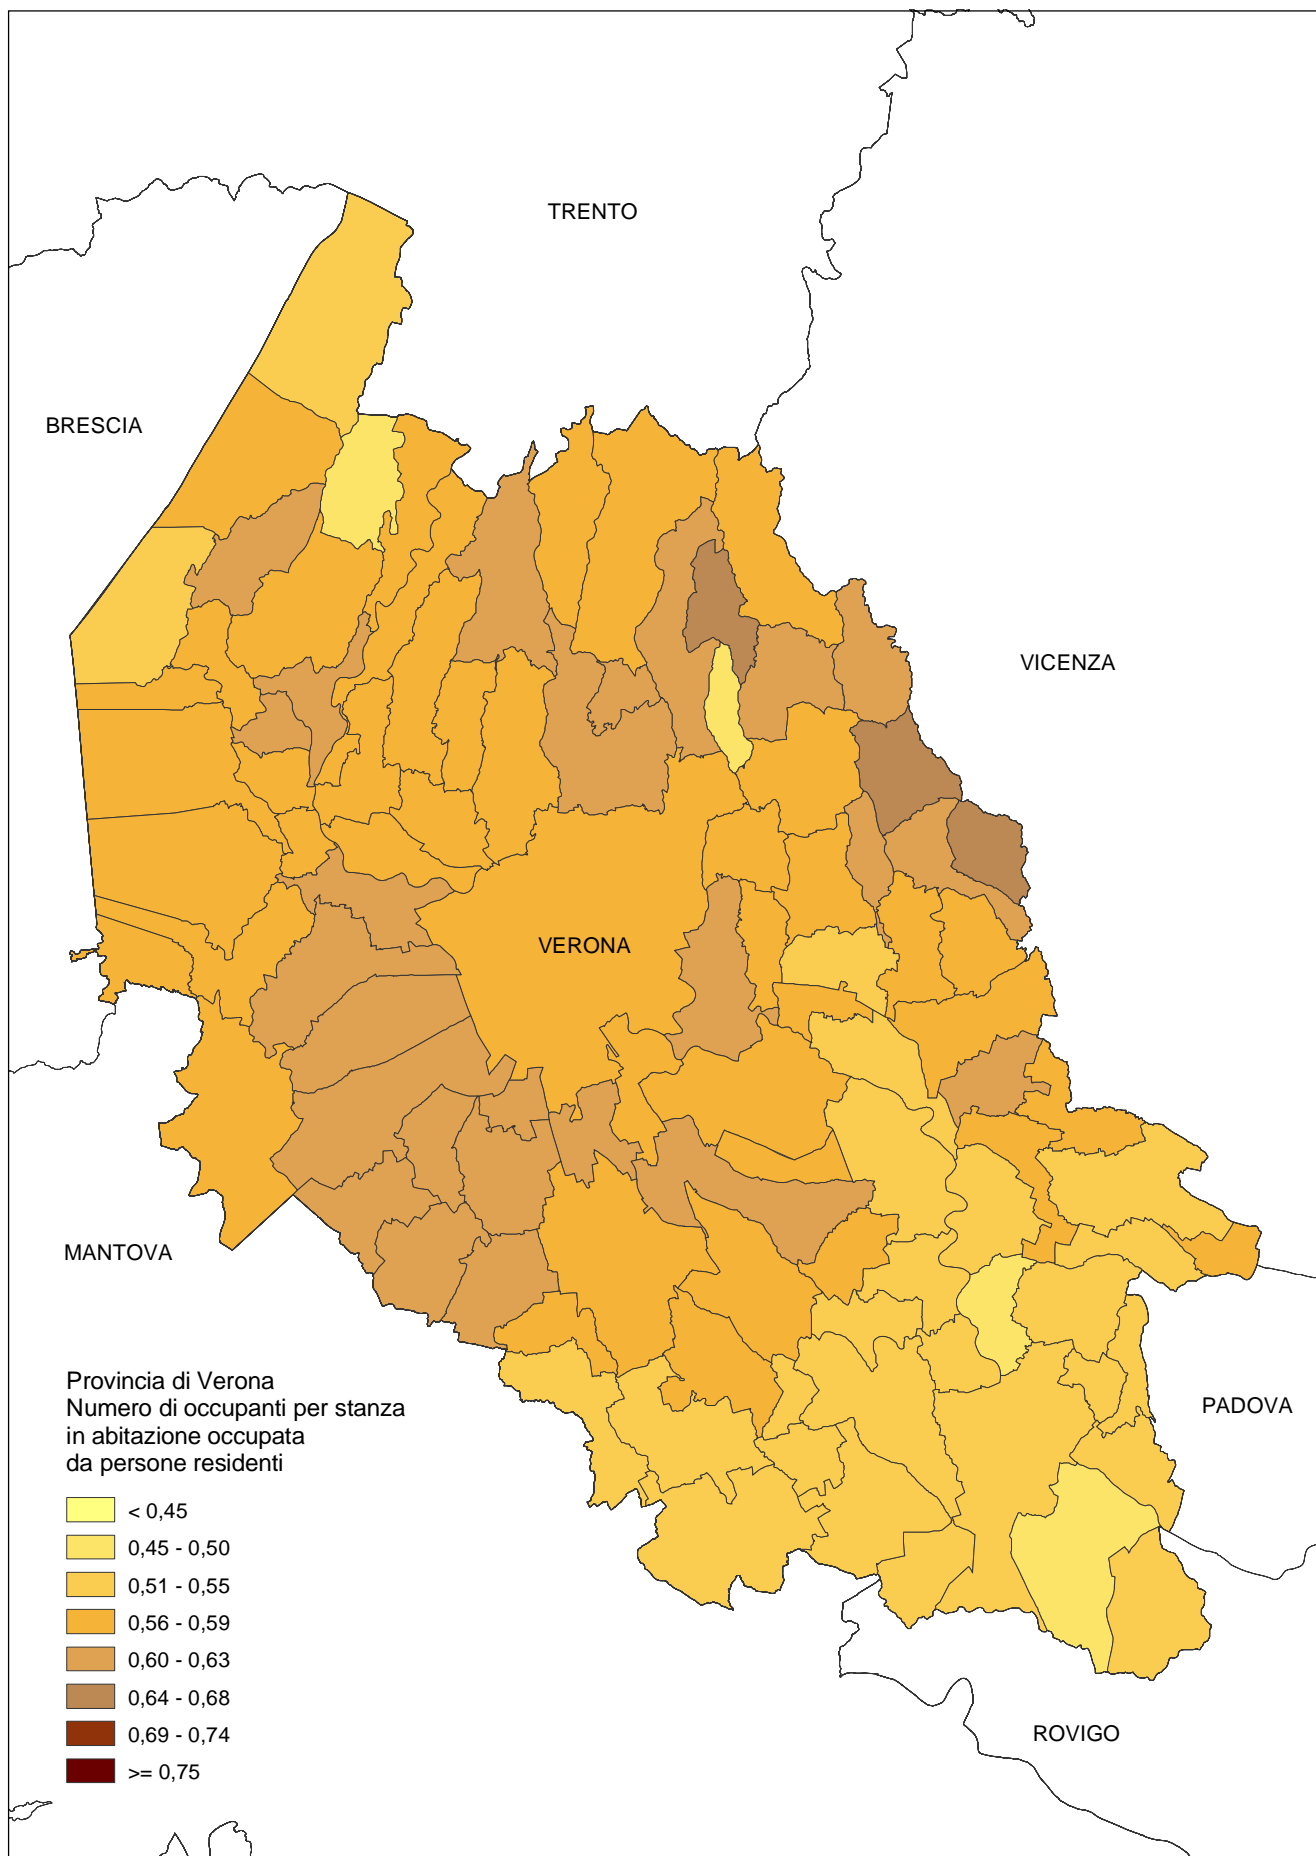 TRENTO
BRESCIA
VICENZA
VERONA
MANTOVA
PADOVA
ROVIGO
Provincia di Verona
Numero di occupanti per stanza
in abitazione occupata
da persone residenti
< 0,45
0,45 - 0,50
0,51 - 0,55
0,56 - 0,59
0,60 - 0,63
0,64 - 0,68
0,69 - 0,74
>= 0,75